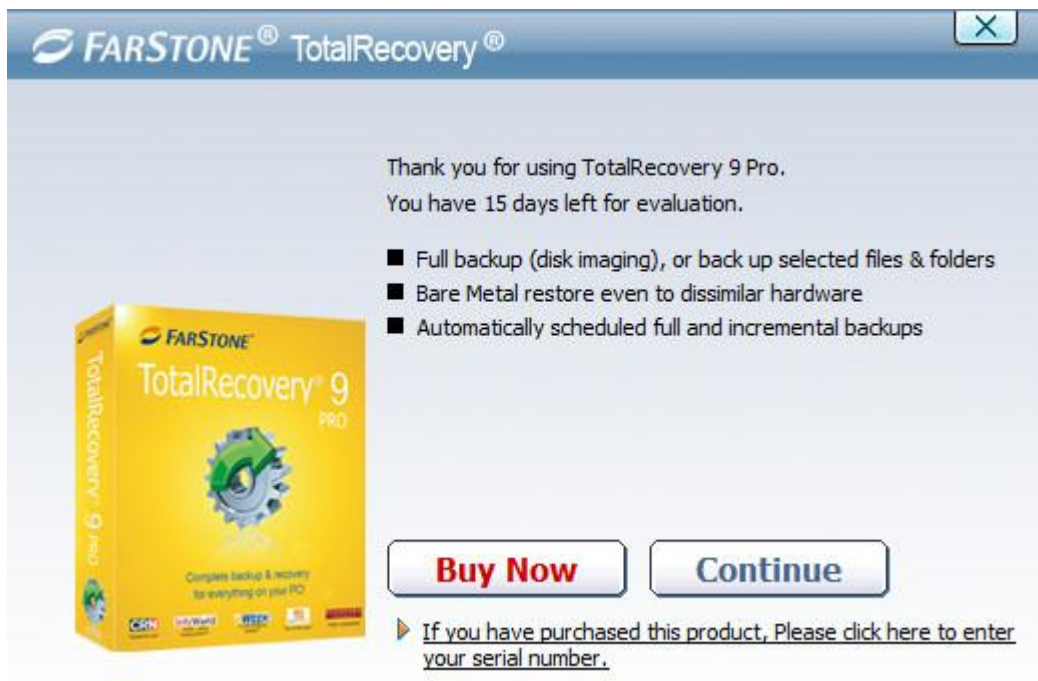 FARSTONE® TotalRecovery®
Thank you for using TotalRecovery 9 Pro.
You have 15 days left for evaluation.
Full backup (disk imaging), or back up selected files & folders
Bare Metal restore even to dissimilar hardware
Automatically scheduled full and incremental backups
FARSTONE
TotalRecovery® 9
PRO
TotalRecovery 9 PRO
Complete backup & recovery
for everything on your PC!
CRN
InfoWorld
WEEK
Buy Now
Continue
If you have purchased this product, Please click here to enter
your serial number.